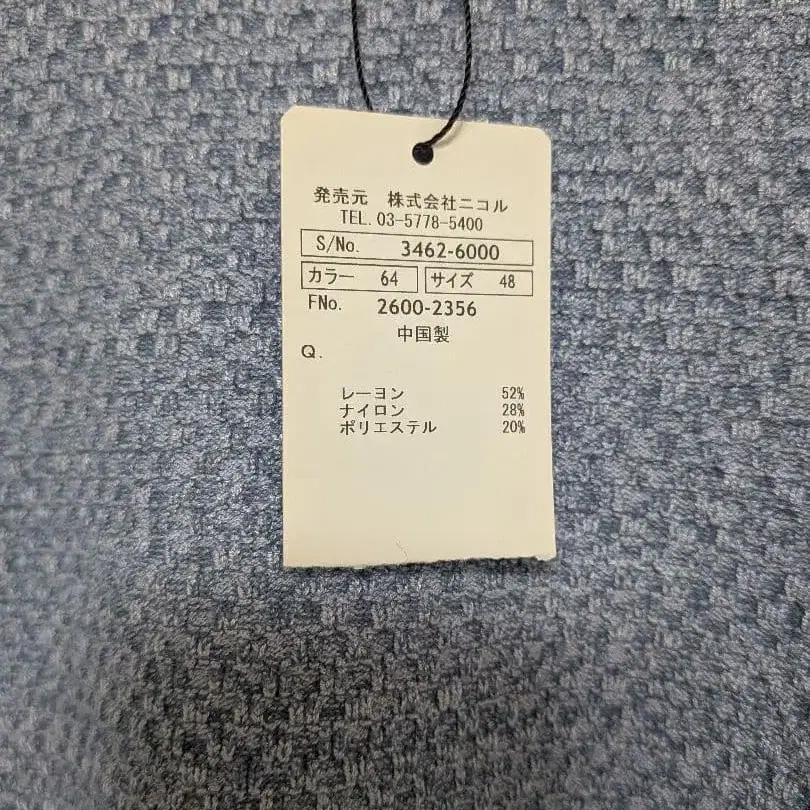 発売元 株式会社ニコル
TEL.03-5778-5400
S/No. 3462-6000
カラー 64 サイズ 48
FNo. 2600-2356
中国製
Q.
レーヨン 52%
ナイロン 28%
ポリエステル 20%